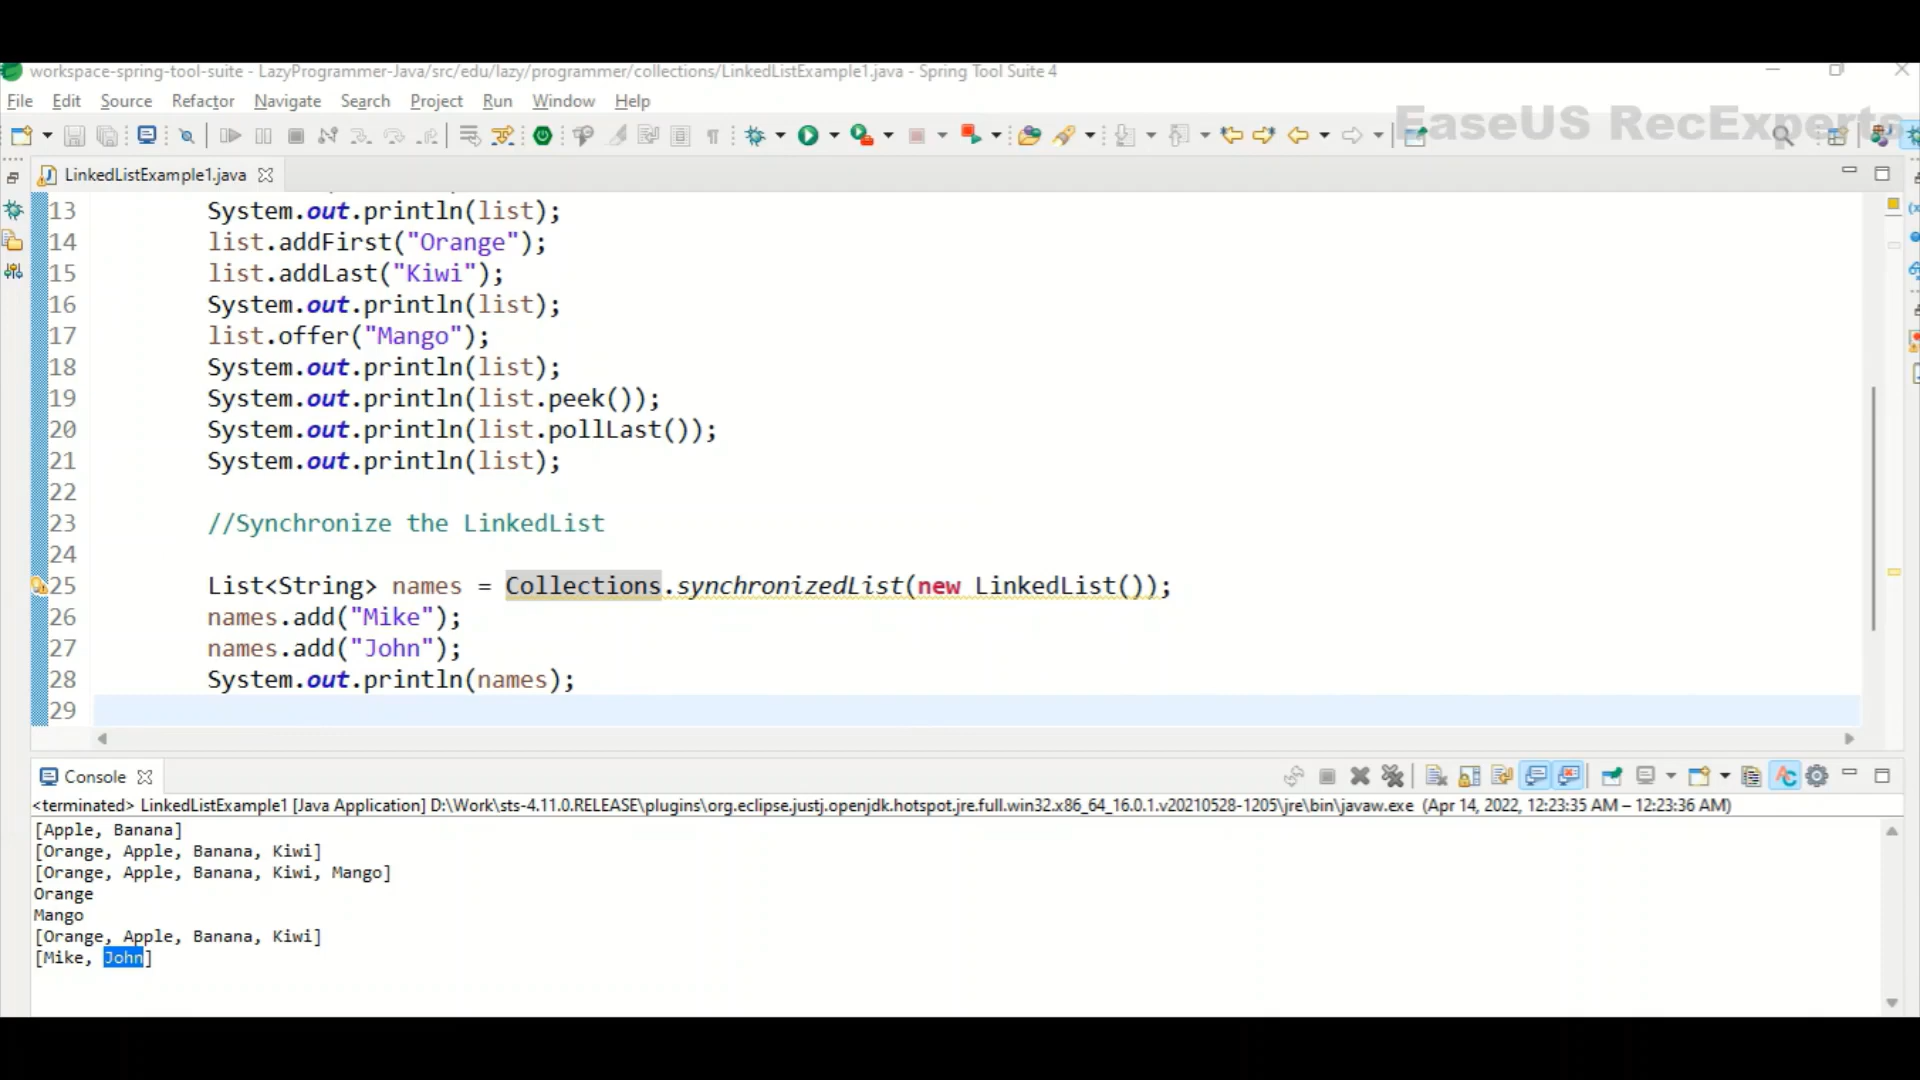 workspace-spring-tool-suite - LazyProgrammer-Java/src/edu/lazy/programmer/collections/LinkedListExample1.java - Spring Tool Suite 4
File Edit Source Refactor Navigate Search Project Run Window Help
EaseUS RecExperts
LinkedListExample1.java
13 System.out.println(list);
14 list.addFirst("Orange");
15 list.addLast("Kiwi");
16 System.out.println(list);
17 list.offer("Mango");
18 System.out.println(list);
19 System.out.println(list.peek());
20 System.out.println(list.pollLast());
21 System.out.println(list);
22
23 //Synchronize the LinkedList
24
25 List<String> names = Collections.synchronizedList(new LinkedList());
26 names.add("Mike");
27 names.add("John");
28 System.out.println(names);
29
Console
<terminated> LinkedListExample1 [Java Application] D:\Work\sts-4.11.0.RELEASE\plugins\org.eclipse.justj.openjdk.hotspot.jre.full.win32.x86_64_16.0.1.v20210528-1205\jre\bin\javaw.exe (Apr 14, 2022, 12:23:35 AM – 12:23:36 AM)
[Apple, Banana]
[Orange, Apple, Banana, Kiwi]
[Orange, Apple, Banana, Kiwi, Mango]
Orange
Mango
[Orange, Apple, Banana, Kiwi]
[Mike, John]